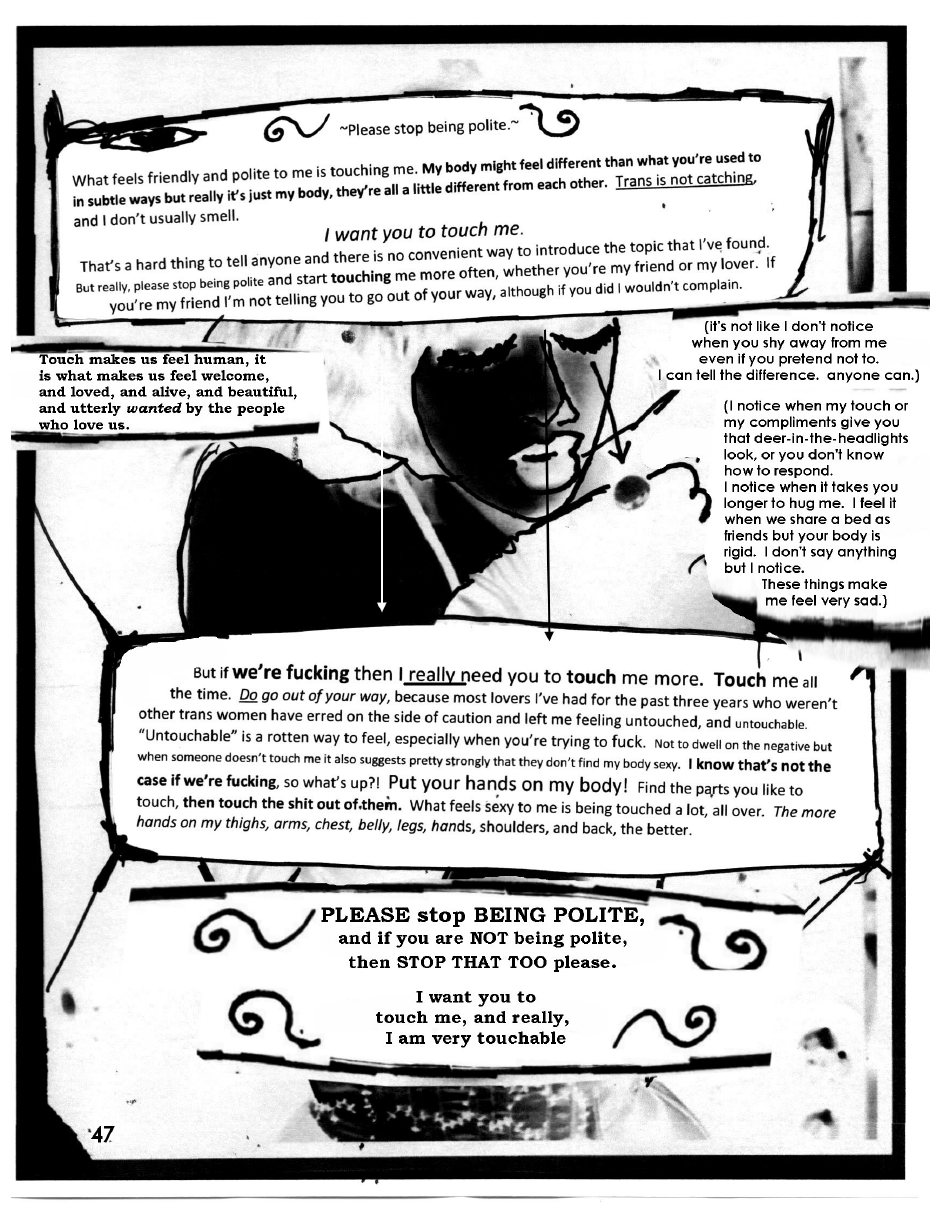 ~Please stop being polite.~
What feels friendly and polite to me is touching me. My body might feel different than what you're used to
in subtle ways but really it's just my body, they're all a little different from each other. Trans is not catching,
and I don't usually smell.
I want you to touch me.
That's a hard thing to tell anyone and there is no convenient way to introduce the topic that I've found.
But really, please stop being polite and start touching me more often, whether you're my friend or my lover. If
you're my friend I'm not telling you to go out of your way, although if you did I wouldn't complain.
(it's not like I don't notice
when you shy away from me
even if you pretend not to.
I can tell the difference. anyone can.)
Touch makes us feel human, it
is what makes us feel welcome,
and loved, and alive, and beautiful,
and utterly wanted by the people
who love us.
(I notice when my touch or
my compliments give you
that deer-in-the-headlights
look, or you don't know
how to respond.
I notice when it takes you
longer to hug me. I feel it
when we share a bed as
friends but your body is
rigid. I don't say anything
but I notice.
These things make
me feel very sad.)
But if we're fucking then I really need you to touch me more. Touch me all
the time. Do go out of your way, because most lovers I've had for the past three years who weren't
other trans women have erred on the side of caution and left me feeling untouched, and untouchable.
"Untouchable" is a rotten way to feel, especially when you're trying to fuck. Not to dwell on the negative but
when someone doesn't touch me it also suggests pretty strongly that they don't find my body sexy. I know that's not the
case if we're fucking, so what's up?! Put your hands on my body! Find the parts you like to
touch, then touch the shit out of them. What feels sexy to me is being touched a lot, all over. The more
hands on my thighs, arms, chest, belly, legs, hands, shoulders, and back, the better.
PLEASE stop BEING POLITE,
and if you are NOT being polite,
then STOP THAT TOO please.
I want you to
touch me, and really,
I am very touchable
47